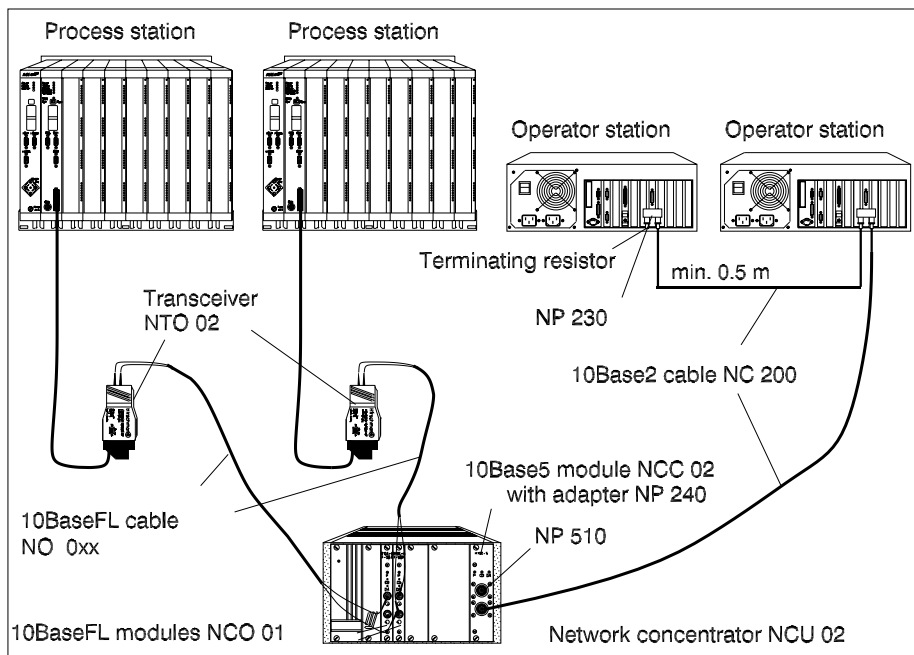 Process station
Process station
Operator station
Operator station
Terminating resistor
min. 0.5 m
NP 230
Transceiver
NTO 02
10Base2 cable NC 200
10Base5 module NCC 02
with adapter NP 240
10BaseFL cable
NO 0xx
NP 510
10BaseFL modules NCO 01
Network concentrator NCU 02